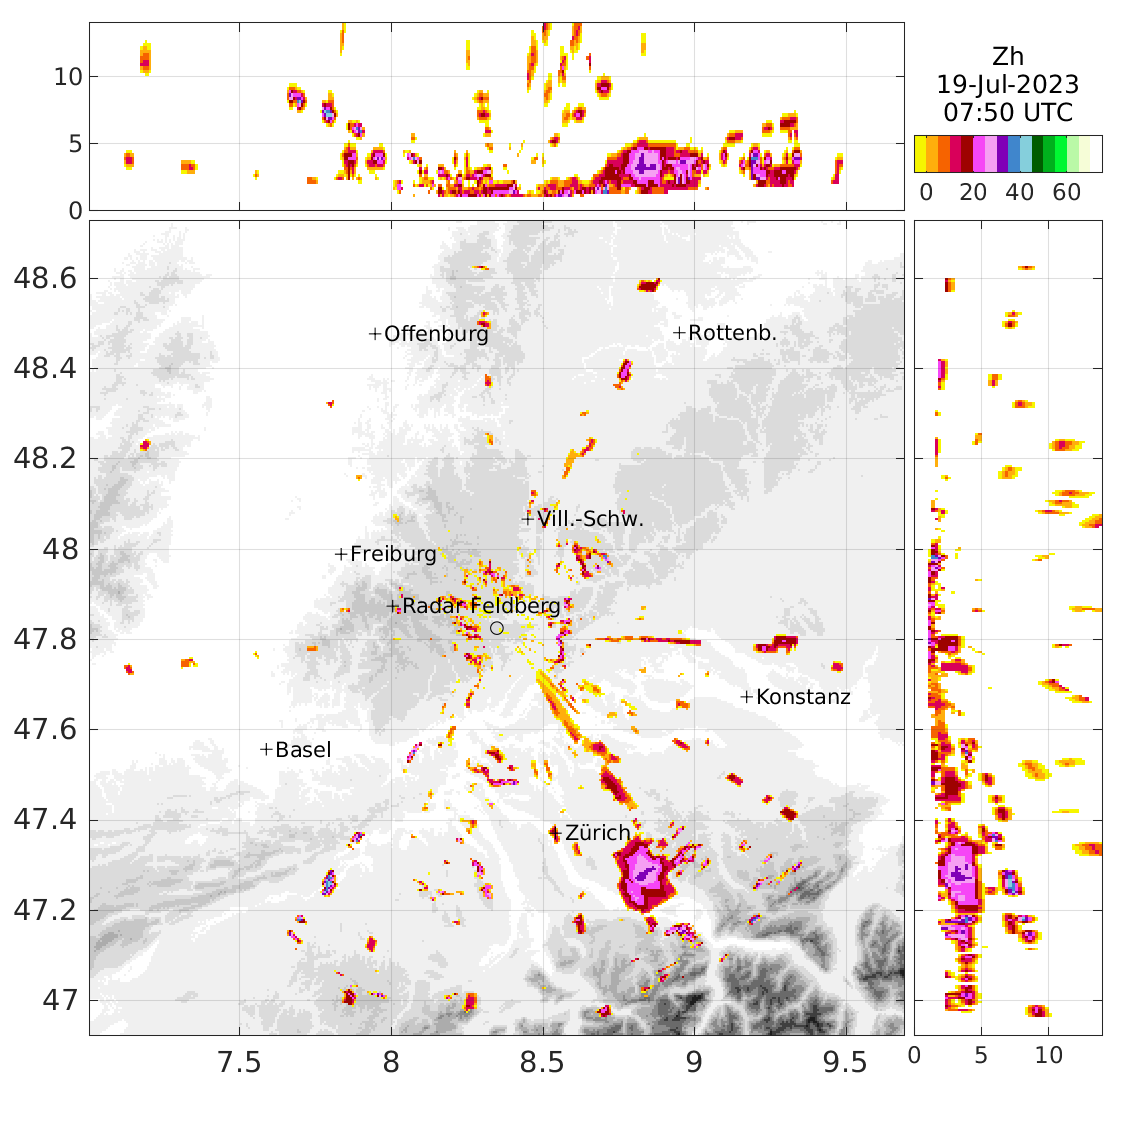 10
5
0
Zh
19-Jul-2023
07:50 UTC
0 20 40 60
48.6
48.4
48.2
48
47.8
47.6
47.4
47.2
47
+Offenburg
+Rottenb.
+Vill.-Schw.
+Freiburg
+Radar Feldberg
+Konstanz
+Basel
+Zürich
7.5 8 8.5 9 9.5
0 5 10